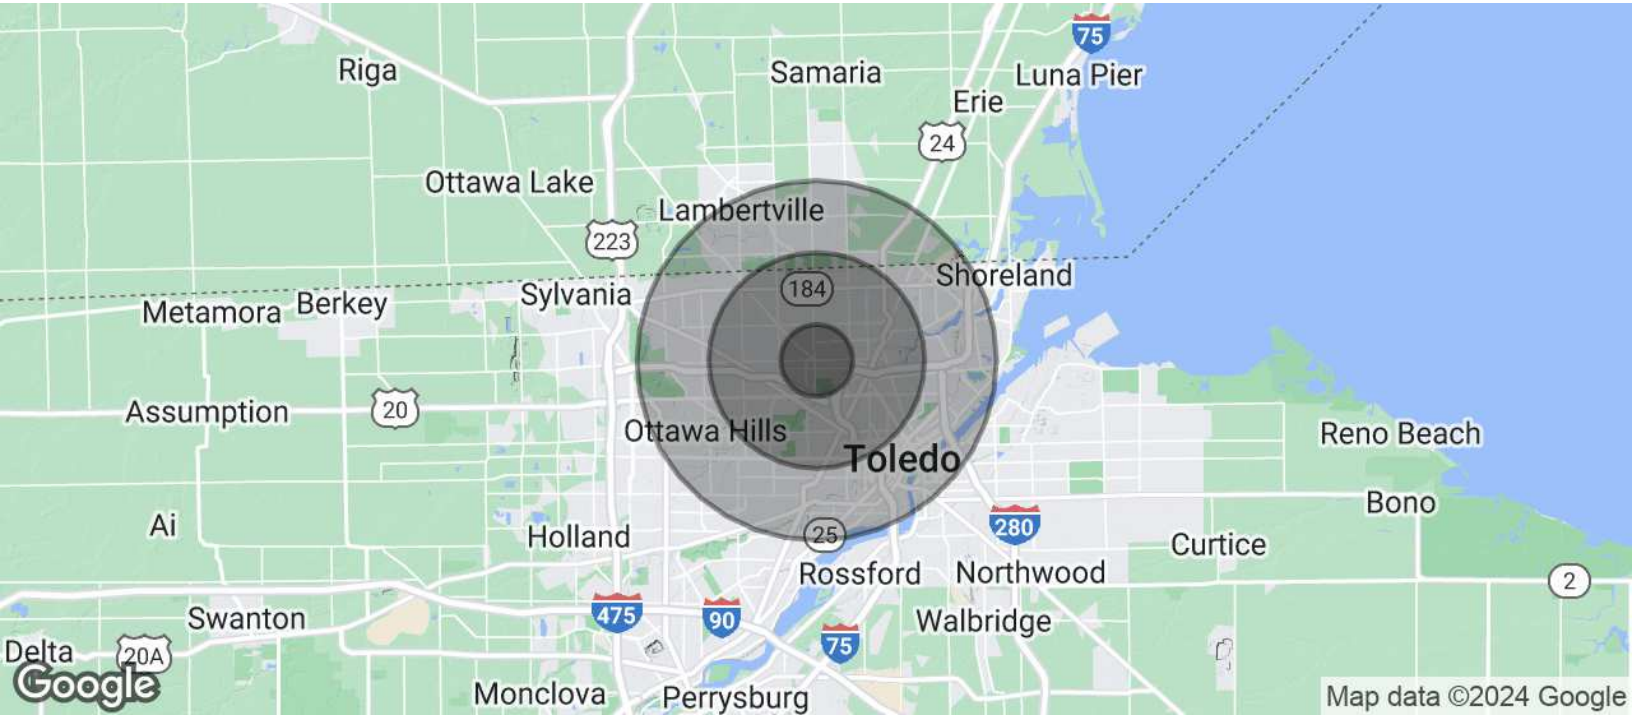 75
Riga
Samaria
Luna Pier
Erie
24
Ottawa Lake
Lambertville
223
Shoreland
184
Sylvania
Berkey
Metamora
20
Assumption
Ottawa Hills
Reno Beach
Toledo
Bono
Ai
280
25
Holland
Curtice
Rossford
Northwood
2
475
90
Swanton
Walbridge
75
Delta
20A
Google
Monclova
Perrysburg
Map data ©2024 Google